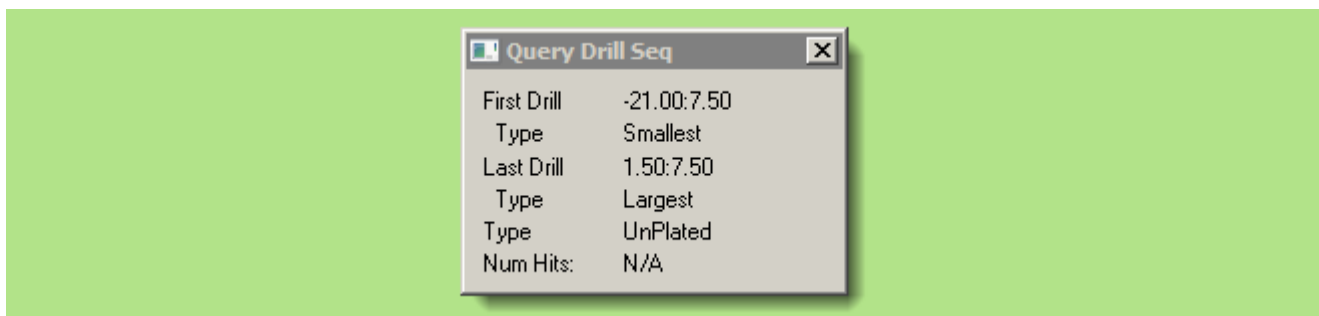 Query Drill Seq
First Drill -21.00:7.50
Type Smallest
Last Drill 1.50:7.50
Type Largest
Type UnPlated
Num Hits: N/A